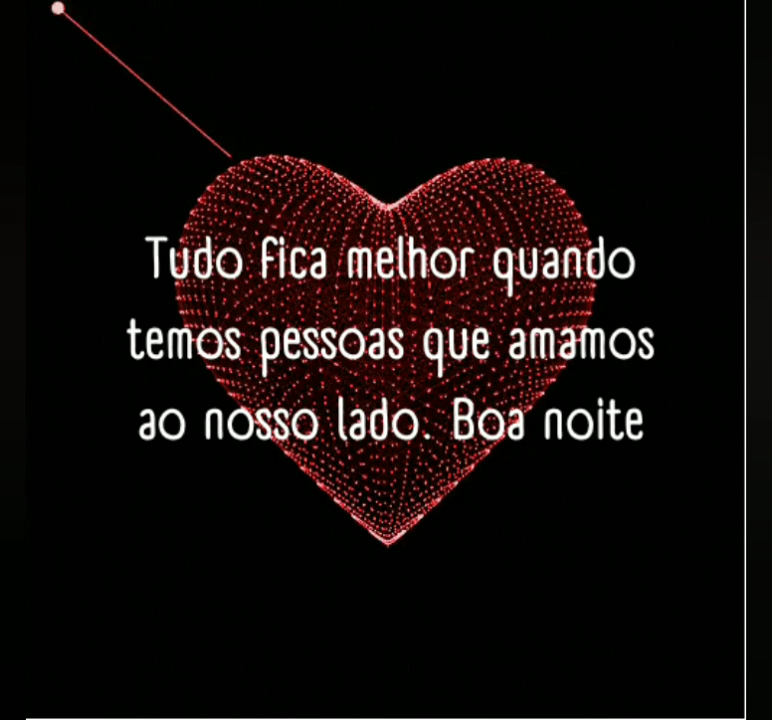 Tudo fica melhor quando
temos pessoas que amamos
ao nosso lado. Boa noite